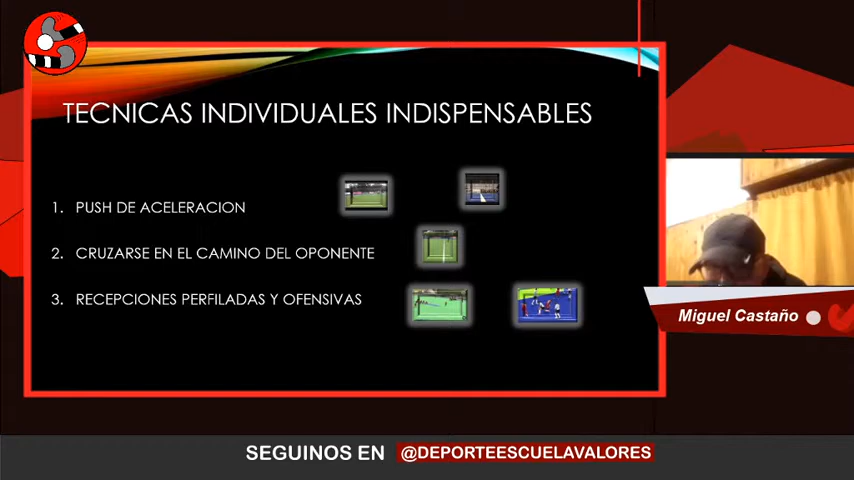 TECNICAS INDIVIDUALES INDISPENSABLES
1. PUSH DE ACELERACION
2. CRUZARSE EN EL CAMINO DEL OPONENTE
3. RECEPCIONES PERFILADAS Y OFENSIVAS
Miguel Castaño
SEGUINOS EN @DEPORTEESCUELAVALORES